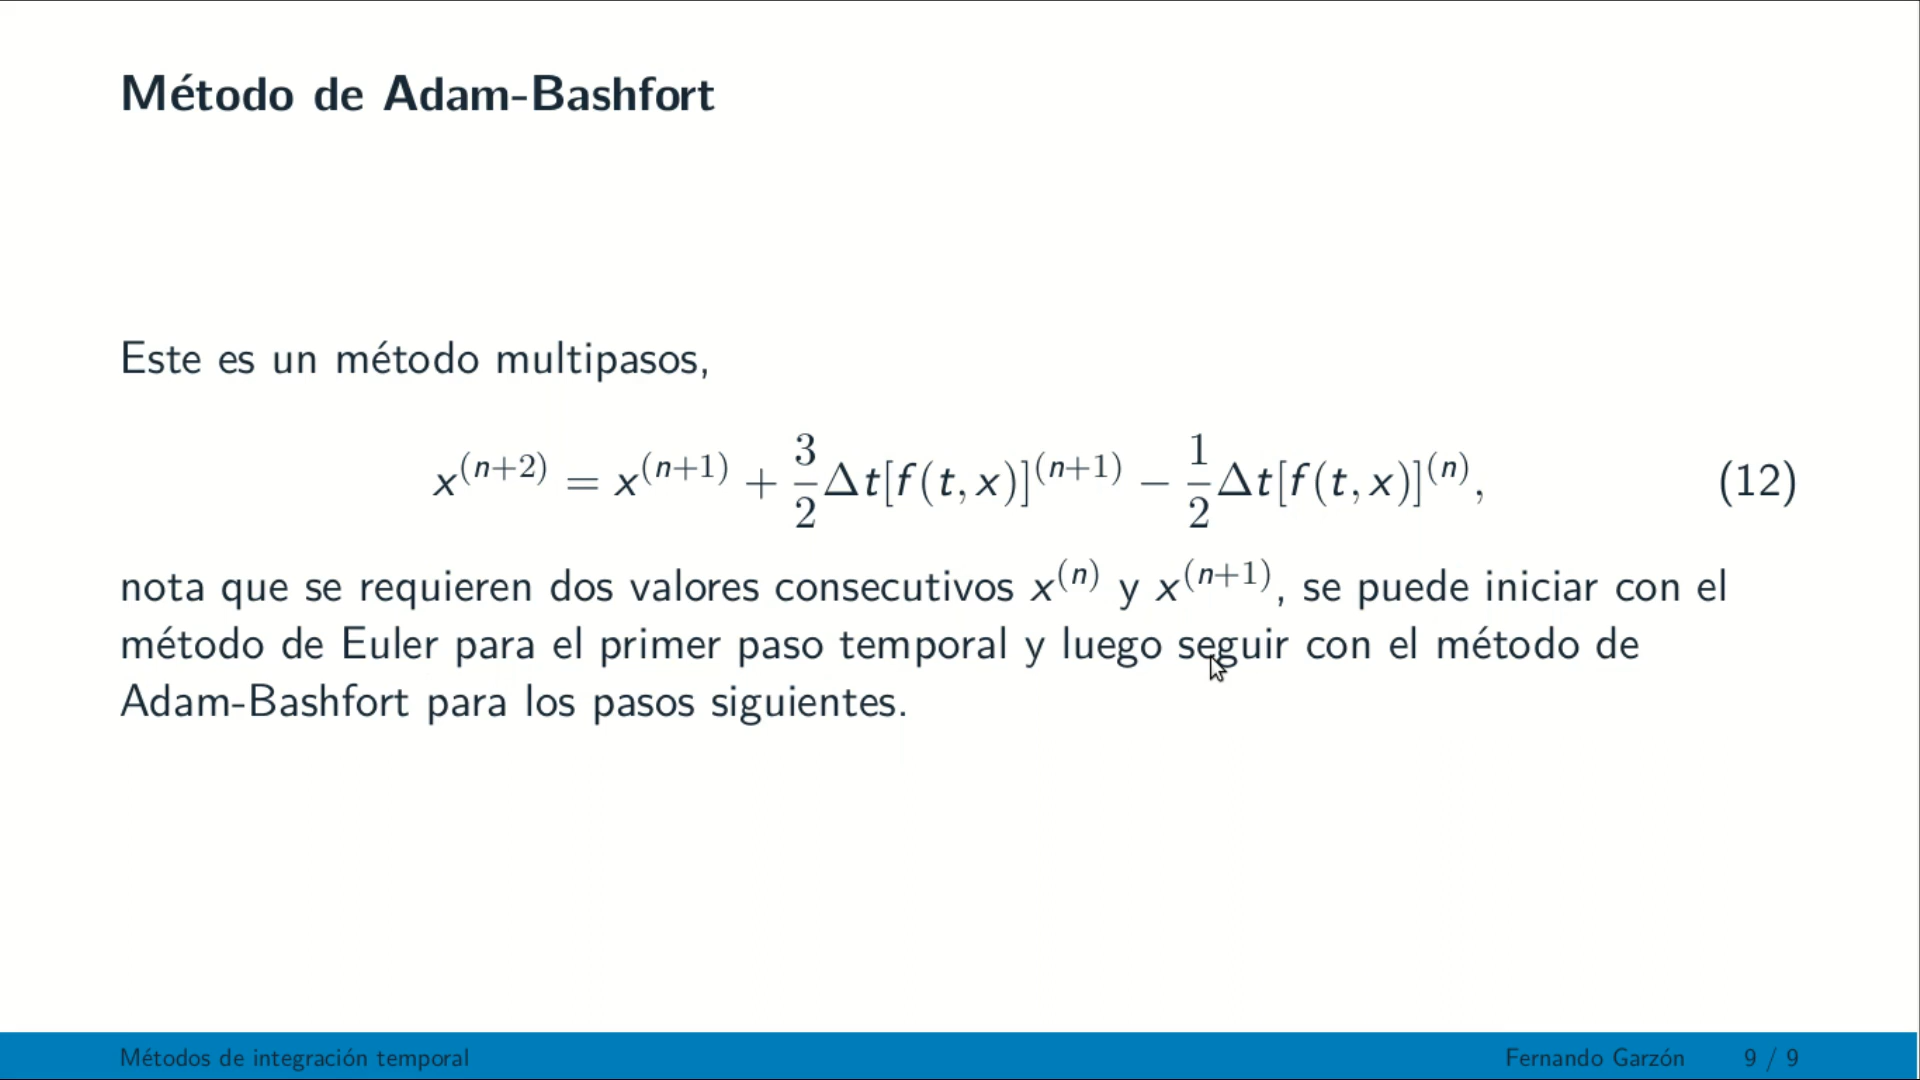 Método de Adam-Bashfort
Este es un método multipasos,
x^{(n+2)} = x^{(n+1)} + \frac{3}{2}Δt[f(t, x)]^{(n+1)} − \frac{1}{2}Δt[f(t, x)]^{(n)}, (12)
nota que se requieren dos valores consecutivos x^{(n)} y x^{(n+1)}, se puede iniciar con el
método de Euler para el primer paso temporal y luego seguir con el método de
Adam-Bashfort para los pasos siguientes.
Métodos de integración temporal Fernando Garzón 9 / 9